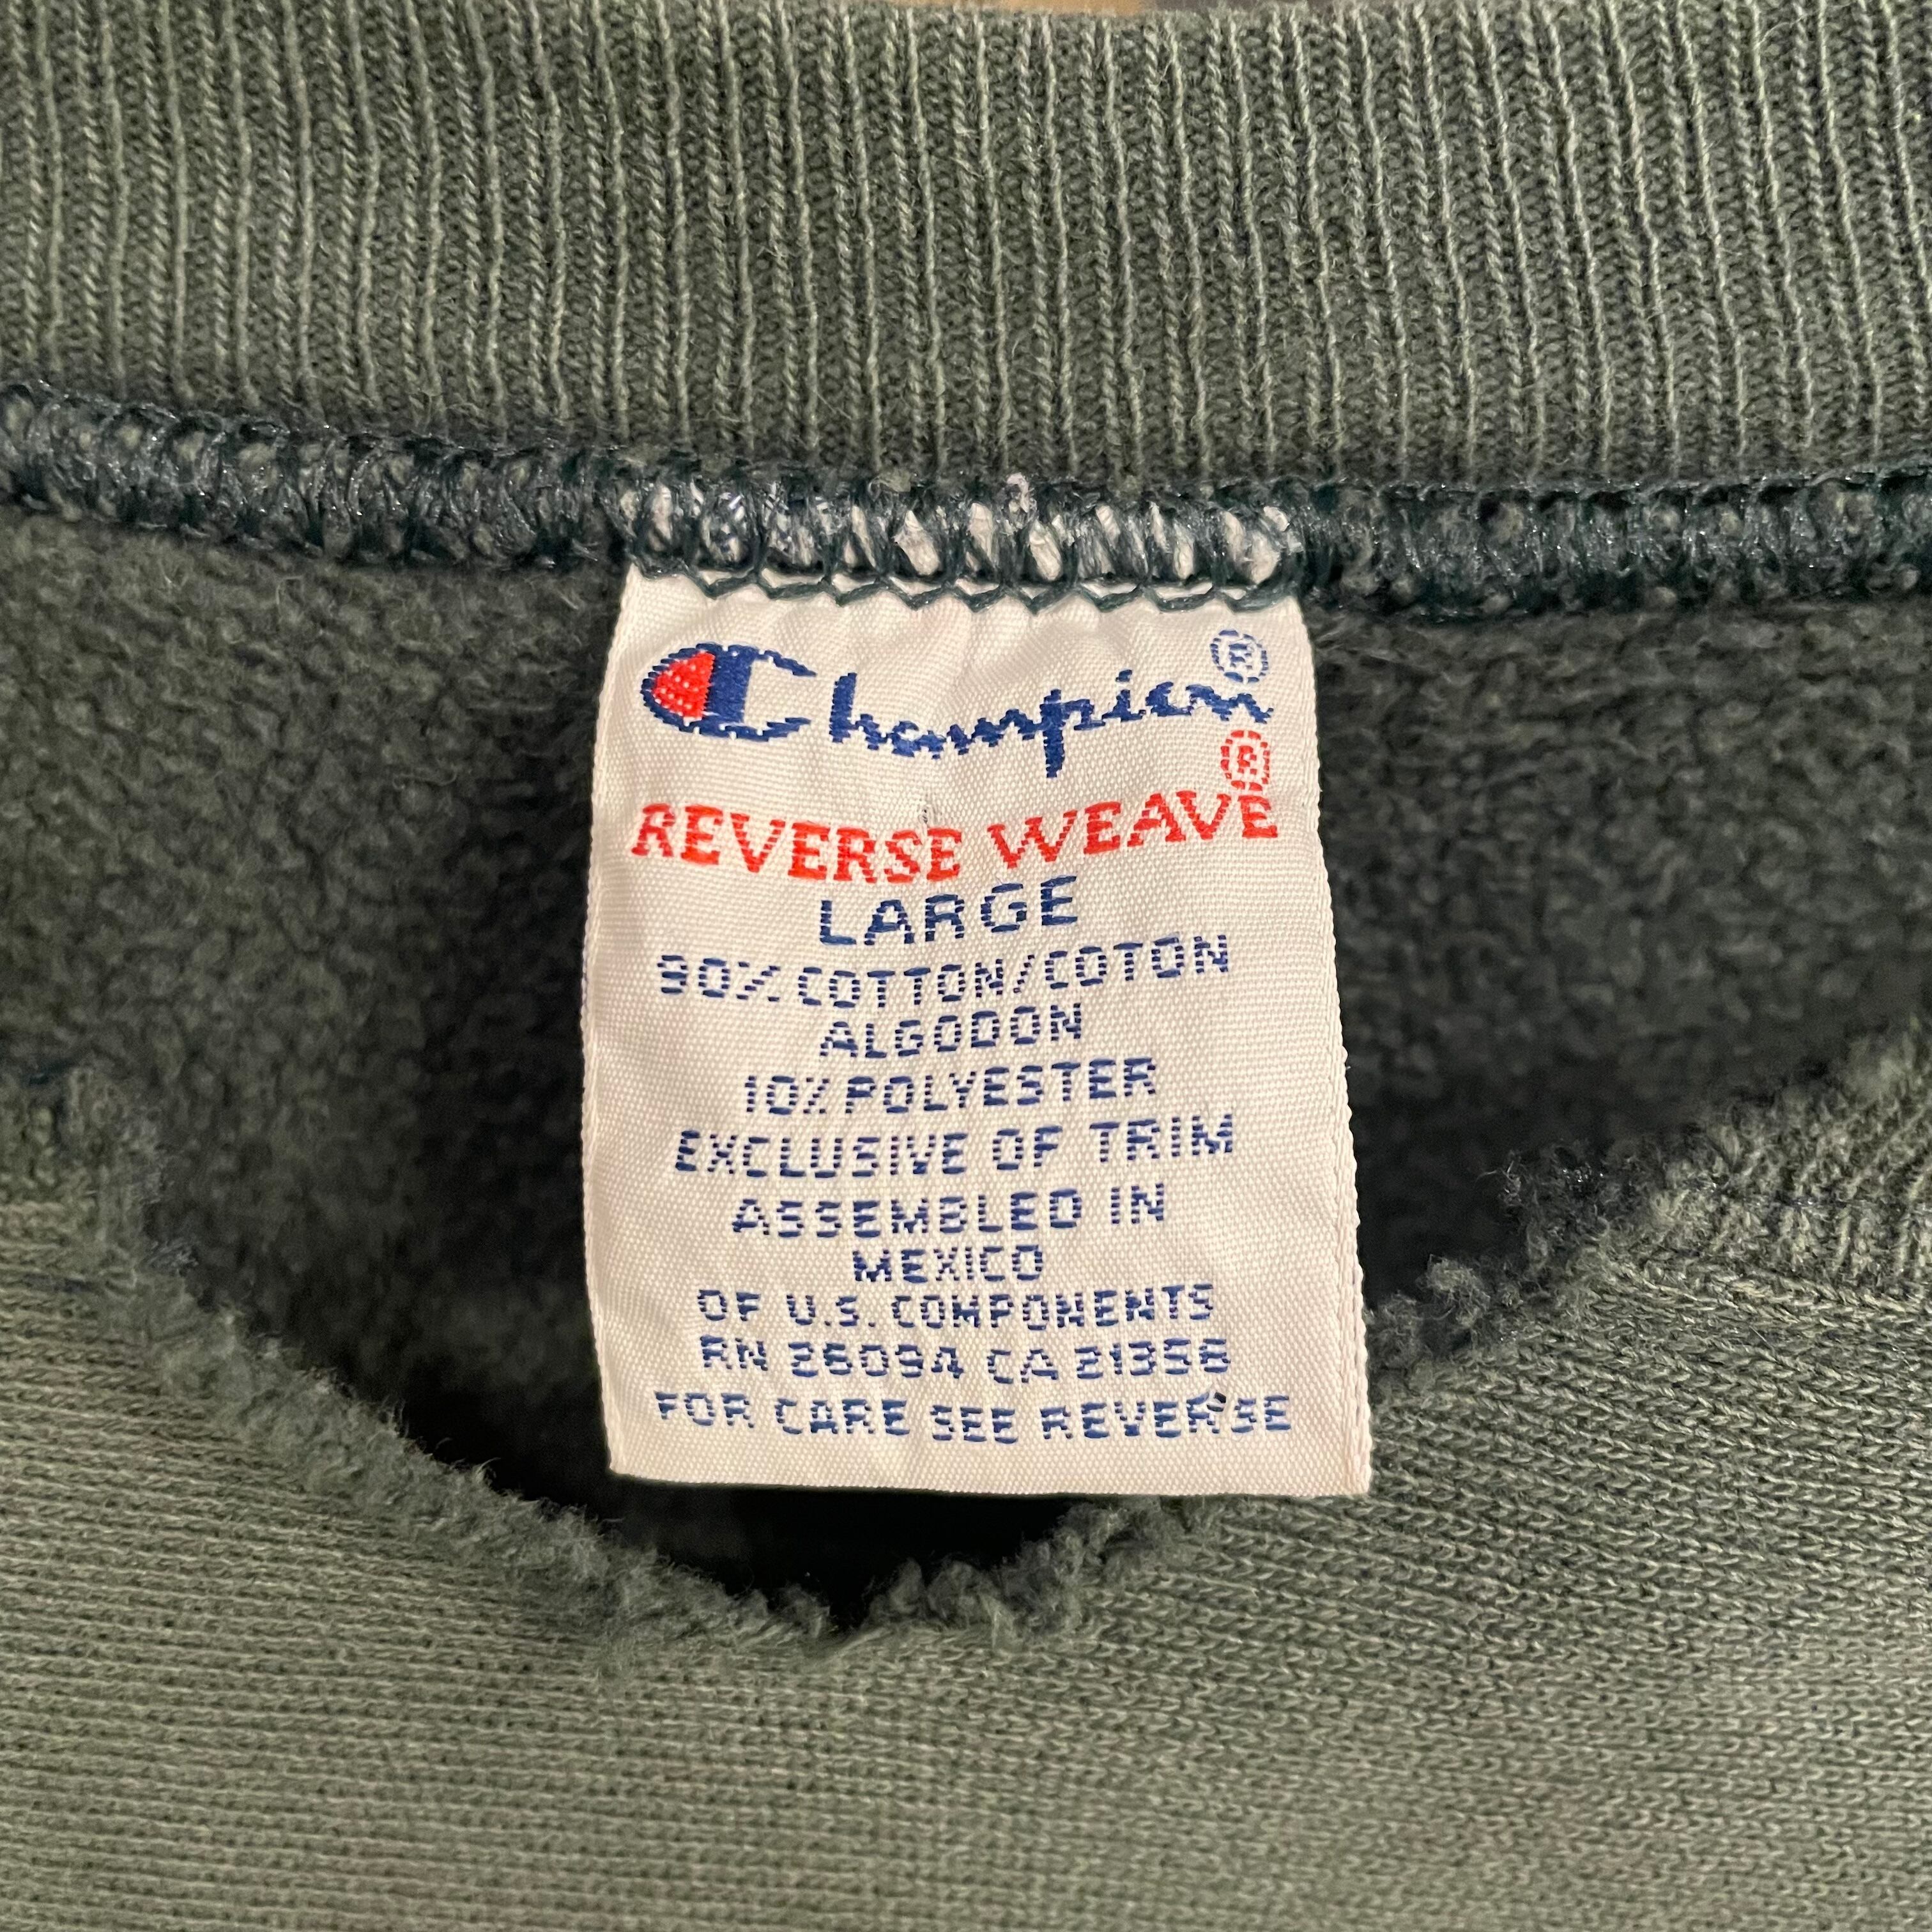 Champion®
REVERSE WEAVE®
LARGE
90% COTTON/COTON
ALGODON
10% POLYESTER
EXCLUSIVE OF TRIM
ASSEMBLED IN
MEXICO
OF U.S. COMPONENTS
RN 26094 CA 21356
FOR CARE SEE REVERSE